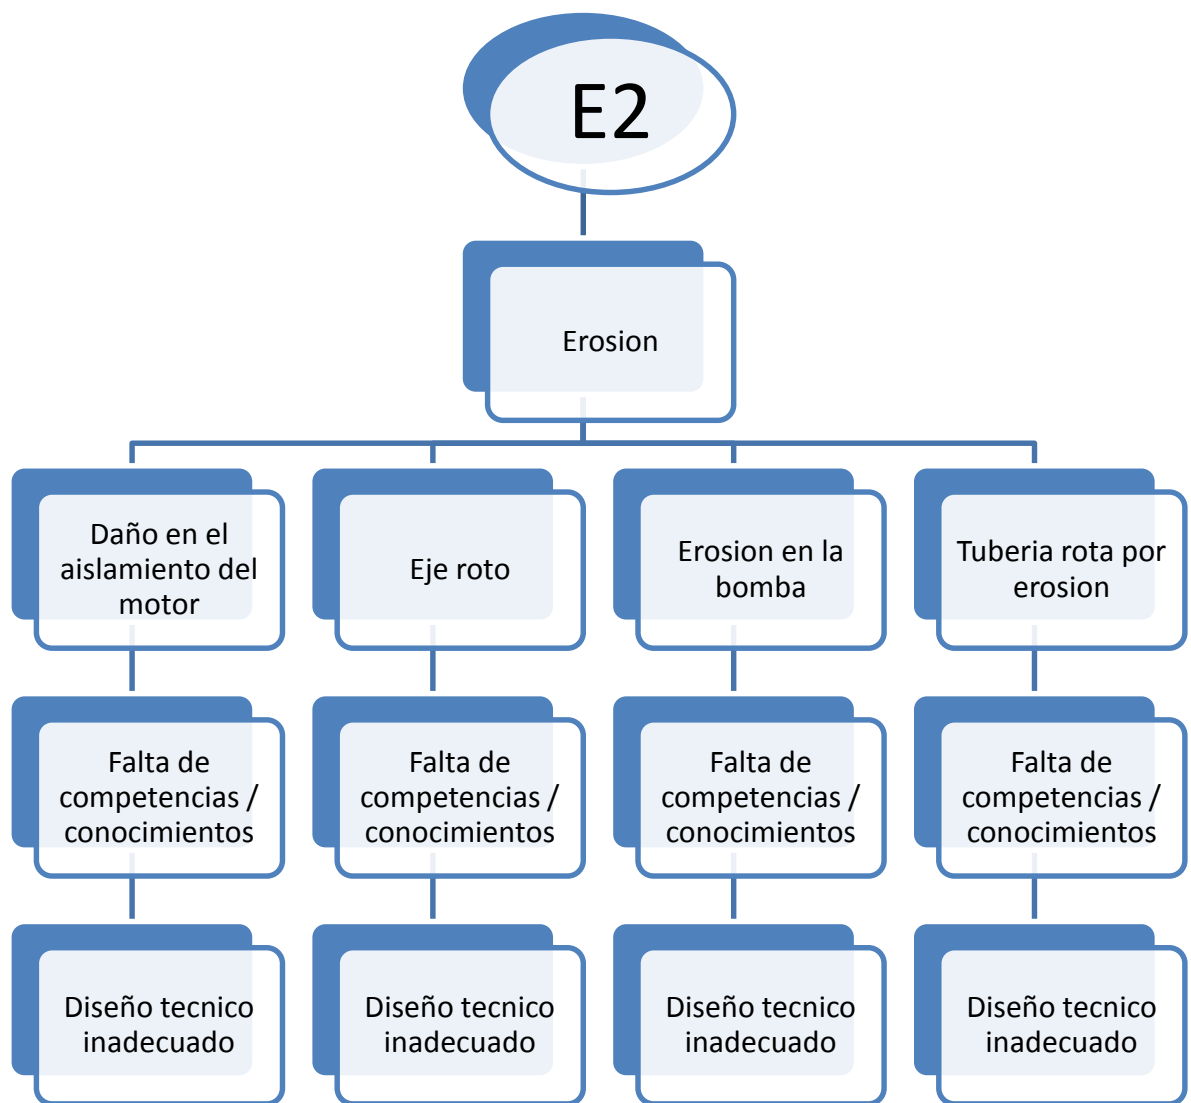 E2
Erosion
Daño en el
aislamiento del
motor
Eje roto
Erosion en la
bomba
Tuberia rota por
erosion
Falta de
competencias /
conocimientos
Falta de
competencias /
conocimientos
Falta de
competencias /
conocimientos
Falta de
competencias /
conocimientos
Diseño tecnico
inadecuado
Diseño tecnico
inadecuado
Diseño tecnico
inadecuado
Diseño tecnico
inadecuado